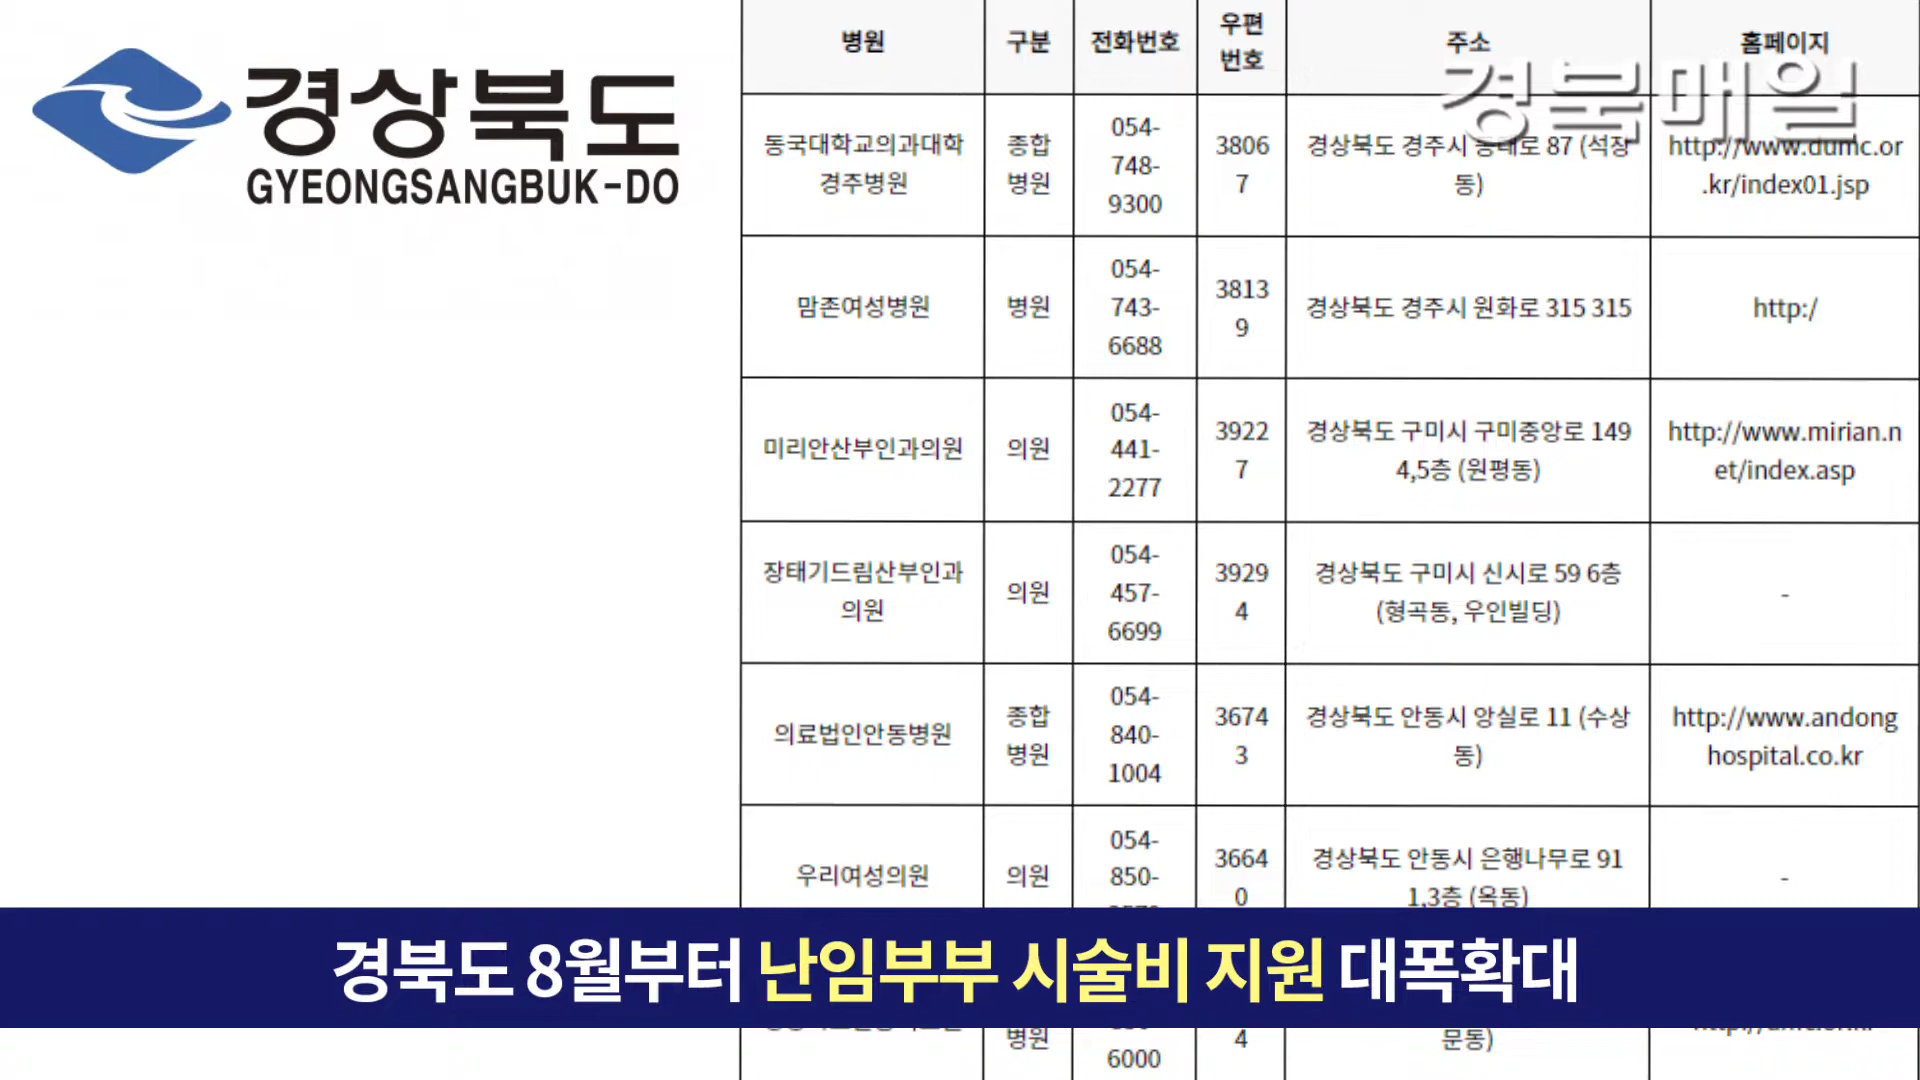 경상북도
GYEONGSANGBUK-DO
경북매일
병원 구분 전화번호 우편 주소 홈페이지
번호
동국대학교의과대학 종합 054- 3806 경상북도 경주시 동대로 87 (석장 http://www.dumc.or
경주병원 병원 748- 7 동) .kr/index01.jsp
9300
맘존여성병원 병원 054- 3813 경상북도 경주시 원화로 315 315 http:/
743- 9
6688
미리안산부인과의원 의원 054- 3922 경상북도 구미시 구미중앙로 149 http://www.mirian.n
441- 7 4,5층 (원평동) et/index.asp
2277
장태기드림산부인과 의원 054- 3929 경상북도 구미시 신시로 59 6층 -
의원 457- 4 (형곡동, 우인빌딩)
6699
의료법인안동병원 종합 054- 3674 경상북도 안동시 앙실로 11 (수상 http://www.andong
병원 840- 3 동) hospital.co.kr
1004
우리여성의원 의원 054- 3664 경상북도 안동시 은행나무로 91 -
850- 0 1,3층 (옥동)
경북도 8월부터 난임부부 시술비 지원 대폭확대
병원 4 문동)
6000